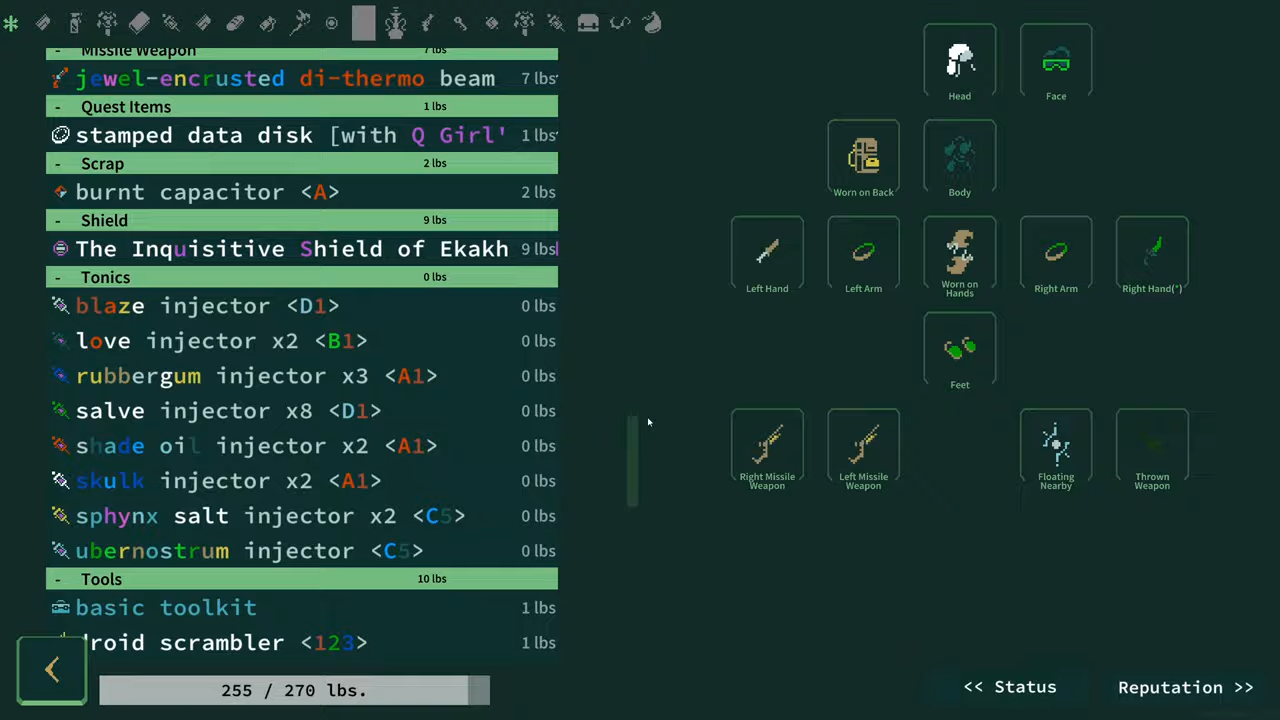 - Missile Weapon 7 lbs
jewel-encrusted di-thermo beam 7 lbs
- Quest Items 1 lbs
stamped data disk [with Q Girl' 1 lbs
- Scrap 2 lbs
burnt capacitor <A> 2 lbs
- Shield 9 lbs
The Inquisitive Shield of Ekakh 9 lbs
- Tonics 0 lbs
blaze injector <D1> 0 lbs
love injector x2 <B1> 0 lbs
rubbergum injector x3 <A1> 0 lbs
salve injector x8 <D1> 0 lbs
shade oil injector x2 <A1> 0 lbs
skulk injector x2 <A1> 0 lbs
sphynx salt injector x2 <C5> 0 lbs
ubernostrum injector <C5> 0 lbs
- Tools 10 lbs
basic toolkit 1 lbs
droid scrambler <123> 1 lbs
255 / 270 lbs.
Head
Face
Worn on Back
Body
Left Hand
Left Arm
Worn on
Hands
Right Arm
Right Hand(*)
Feet
Right Missile
Weapon
Left Missile
Weapon
Floating
Nearby
Thrown
Weapon
<< Status
Reputation >>